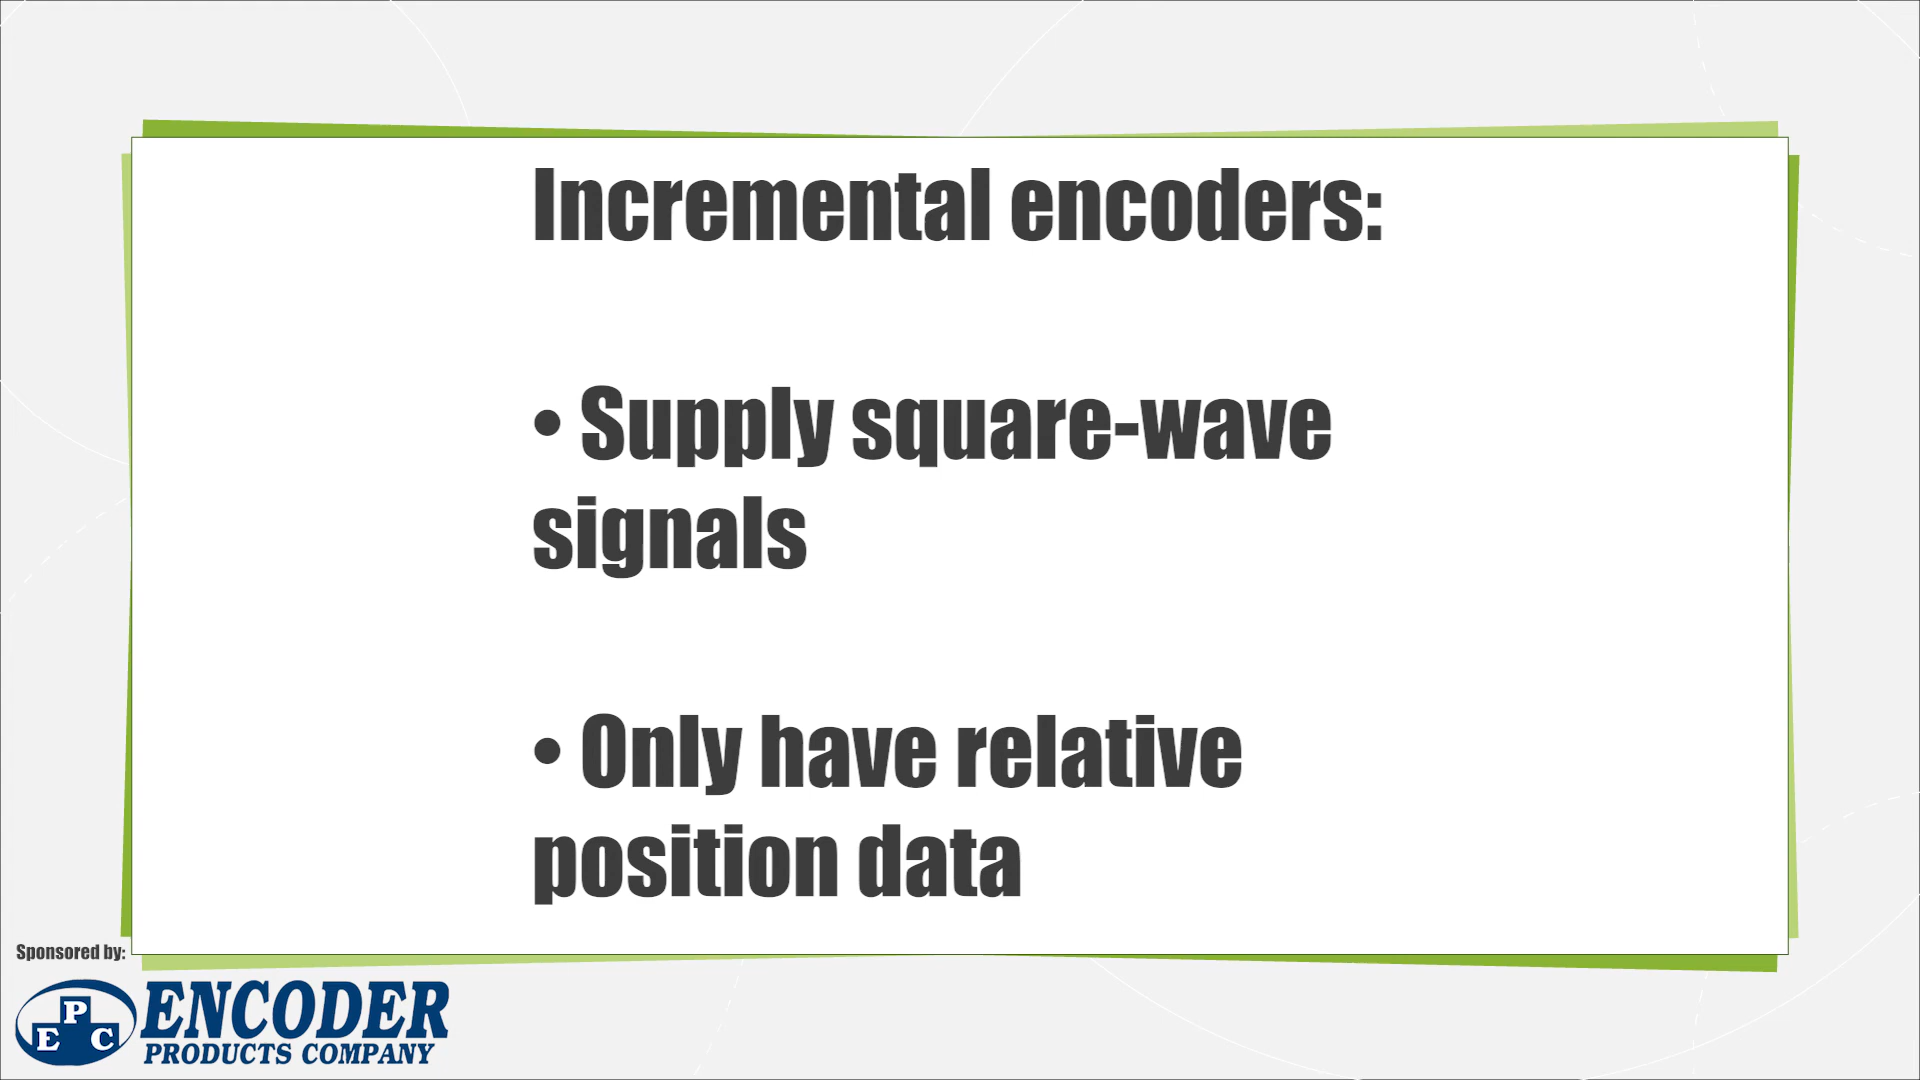 Incremental encoders:
• Supply square-wave
signals
• Only have relative
position data
Sponsored by:
EPC
ENCODER
PRODUCTS COMPANY